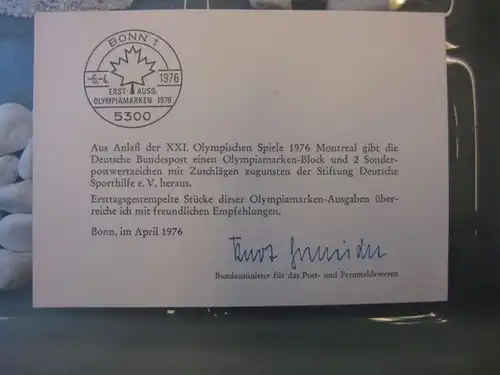 BONN 1
-6.-4. 1976
ERST- AUSG.
OLYMPIAMARKEN 1976
5300
Aus Anlaß der XXI. Olympischen Spiele 1976 Montreal gibt die
Deutsche Bundespost einen Olympiamarken-Block und 2 Sonder-
postwertzeichen mit Zuschlägen zugunsten der Stiftung Deutsche
Sporthilfe e. V. heraus.
Ersttagsgestempelte Stücke dieser Olympiamarken-Ausgaben über-
reiche ich mit freundlichen Empfehlungen.
Bonn, im April 1976
Kurt Gscheidle
Bundesminister für das Post- und Fernmeldewesen